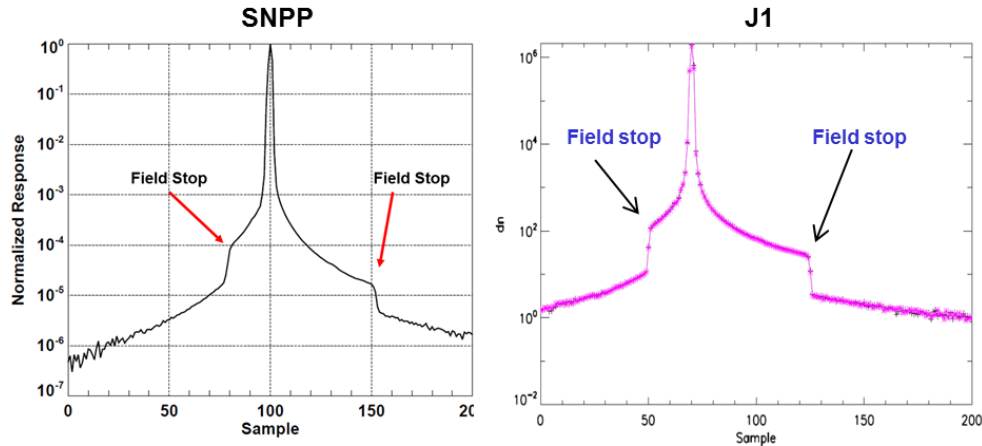 SNPP
10^0
10^-1
10^-2
10^-3
10^-4
10^-5
10^-6
10^-7
Normalized Response
Field Stop
Field Stop
0
50
100
150
20
Sample
J1
10^6
10^4
10^2
10^0
10^-2
dn
Field stop
Field stop
0
50
100
150
200
Sample